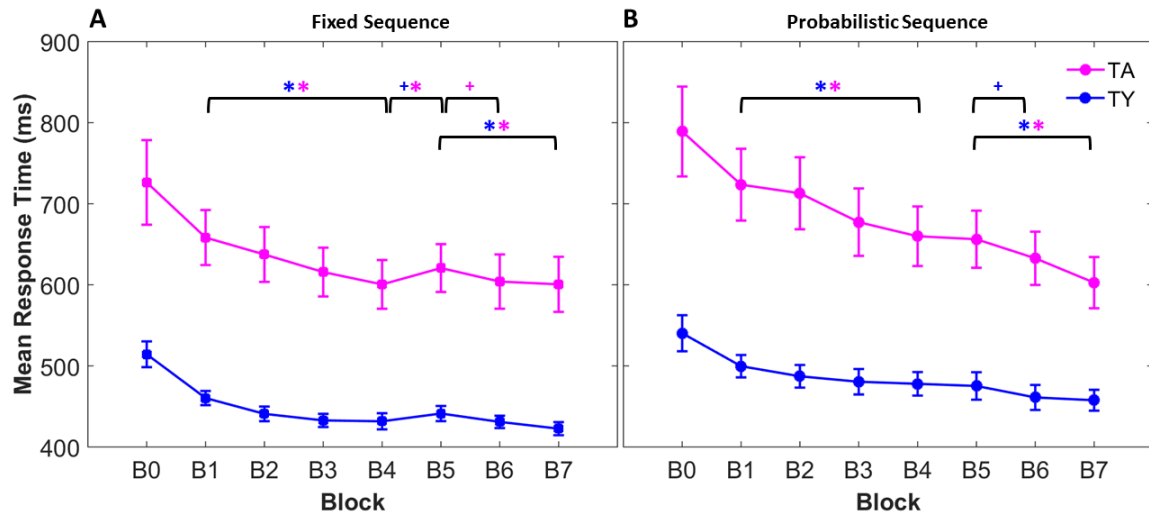 A Fixed Sequence
B Probabilistic Sequence
Mean Response Time (ms)
900
800
700
600
500
400
** +* +
**
** +
**
TA
TY
B0 B1 B2 B3 B4 B5 B6 B7
B0 B1 B2 B3 B4 B5 B6 B7
Block
Block